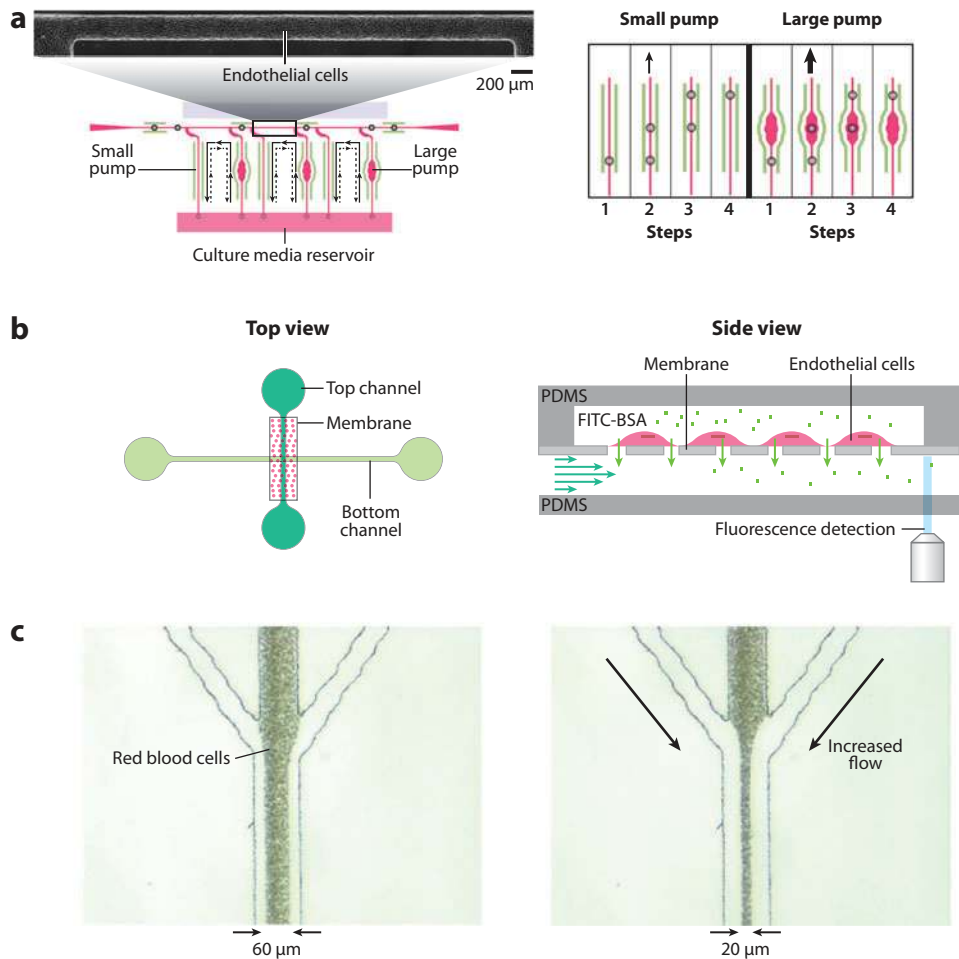 a
Endothelial cells
200 μm
Small
pump
Large
pump
Culture media reservoir
Small pump
Large pump
1 2 3 4 1 2 3 4
Steps
Steps
b
Top view
Top channel
Membrane
Bottom
channel
Side view
Membrane
Endothelial cells
PDMS
FITC-BSA
PDMS
Fluorescence detection
c
Red blood cells
60 μm
Increased
flow
20 μm